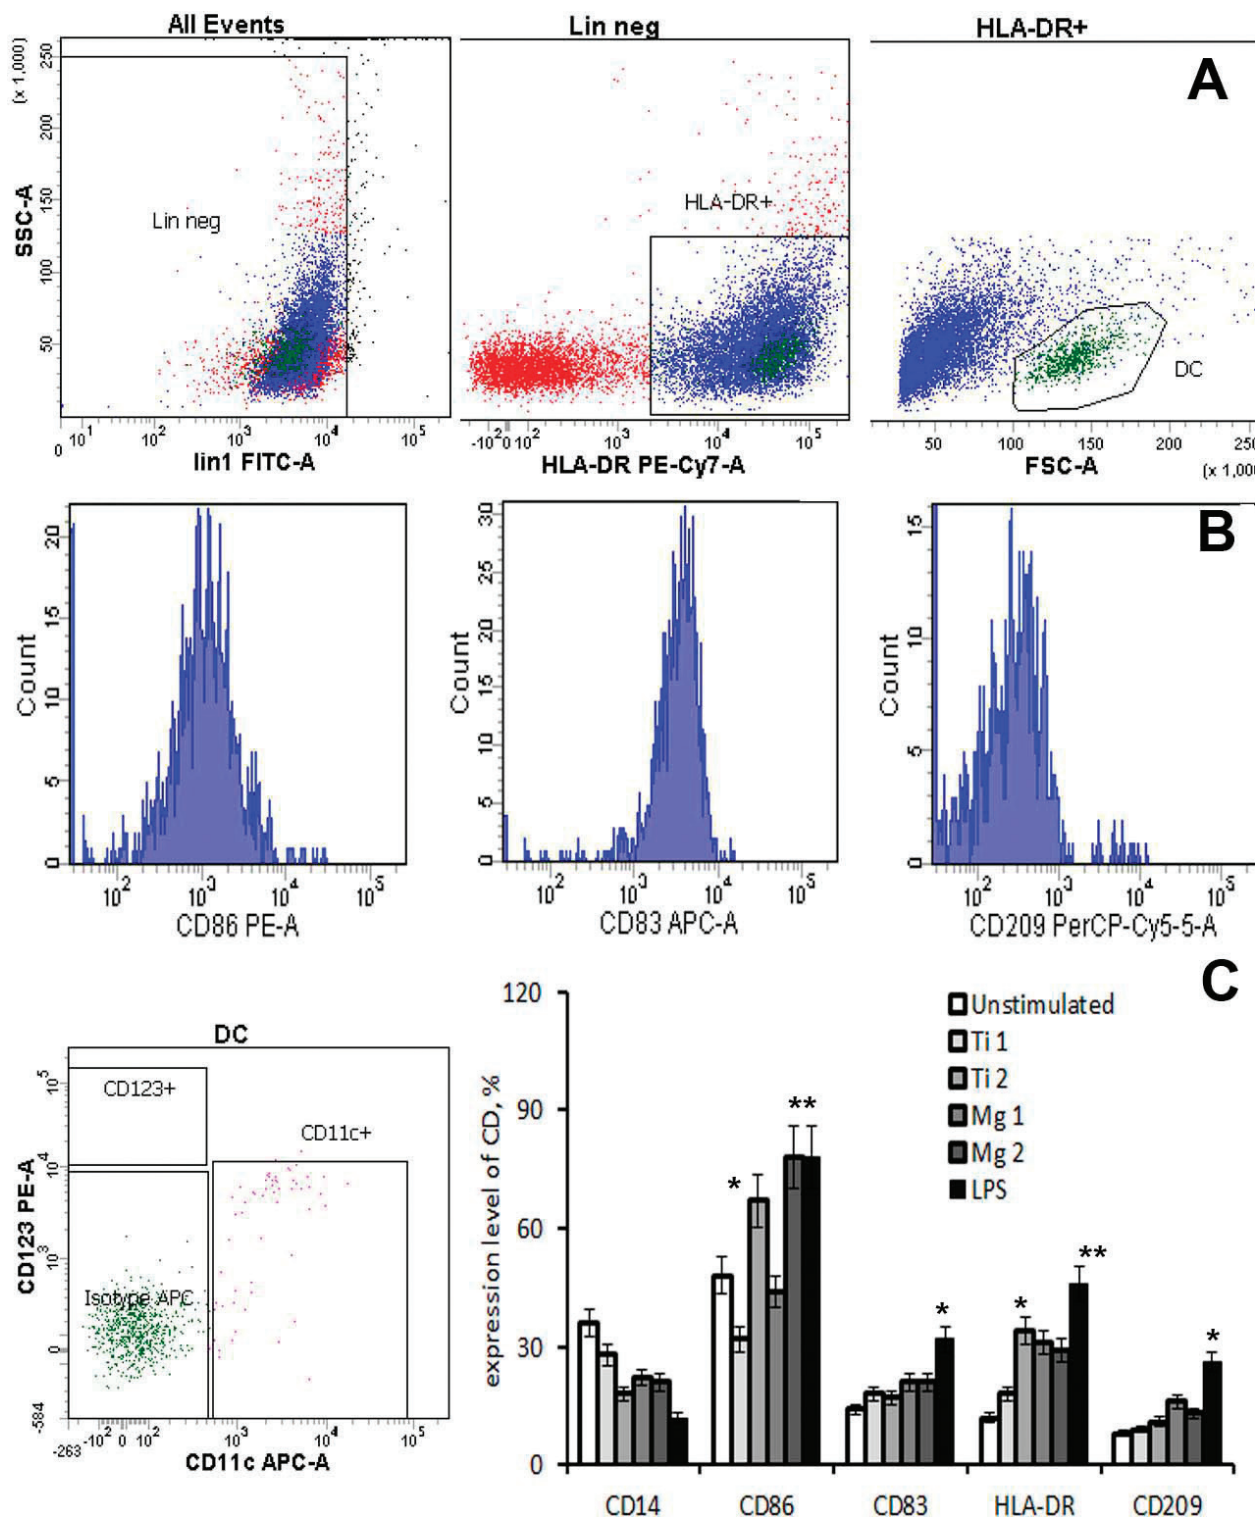 All Events
Lin neg
HLA-DR+
A
(x 1,000)
SSC-A
250
200
150
100
50
Lin neg
0 10^1 10^2 10^3 10^4 10^5
lin1 FITC-A
HLA-DR+
-10^2 0 10^2 10^3 10^4 10^5
HLA-DR PE-Cy7-A
DC
50 100 150 200 250
FSC-A
(x 1,000
B
Count
20
15
10
5
0
10^2 10^3 10^4 10^5
CD86 PE-A
Count
30
25
20
15
10
5
0
10^2 10^3 10^4 10^5
CD83 APC-A
Count
15
10
5
0
10^2 10^3 10^4 10^5
CD209 PerCP-Cy5-5-A
C
DC
CD123+
CD11c+
Isotype APC
CD123 PE-A
10^5
10^4
10^3
0
-584
-263 -10^2 0 10^2 10^3 10^4 10^5
CD11c APC-A
expression level of CD, %
120
90
60
30
0
Unstimulated
Ti 1
Ti 2
Mg 1
Mg 2
LPS
*
**
*
*
**
*
CD14 CD86 CD83 HLA-DR CD209